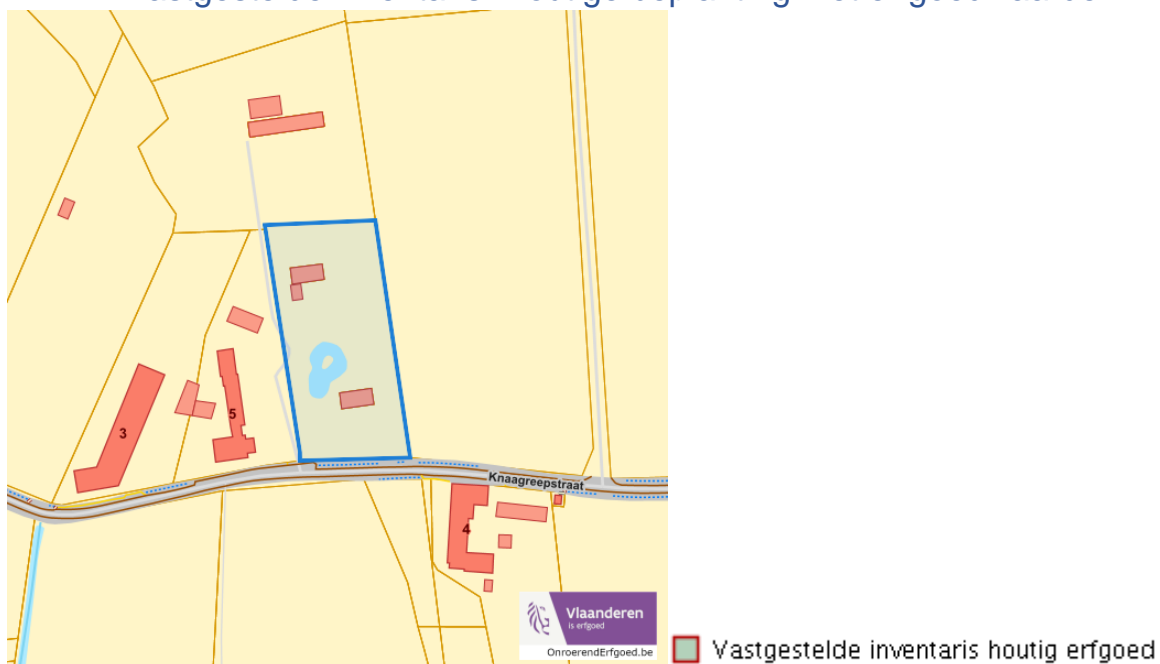 5
3
Knaagreepstraat
4
Vlaanderen
is erfgoed
OnroerendErfgoed.be
Vastgestelde inventaris houtig erfgoed